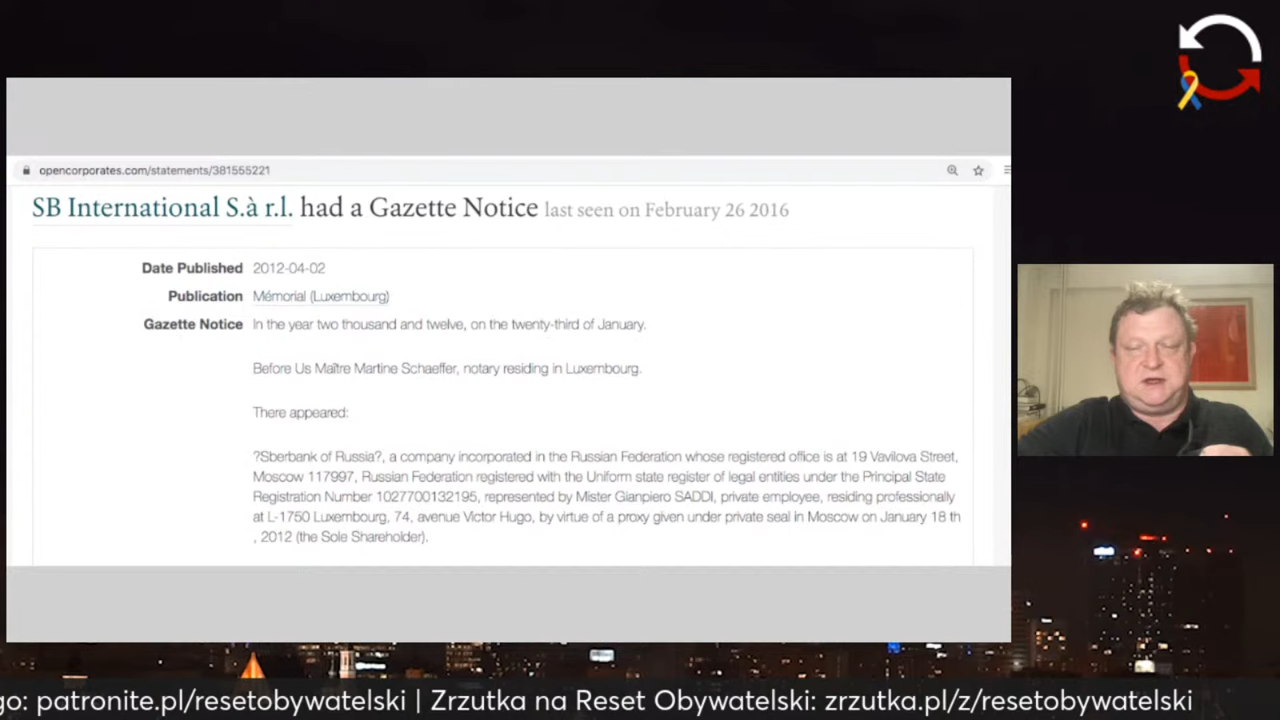 opencorporates.com/statements/381555221
SB International S.à r.l. had a Gazette Notice last seen on February 26 2016
Date Published 2012-04-02
Publication Mémorial (Luxembourg)
Gazette Notice In the year two thousand and twelve, on the twenty-third of January.
Before Us Maître Martine Schaeffer, notary residing in Luxembourg.
There appeared:
?Sberbank of Russia?, a company incorporated in the Russian Federation whose registered office is at 19 Vavilova Street,
Moscow 117997, Russian Federation registered with the Uniform state register of legal entities under the Principal State
Registration Number 1027700132195, represented by Mister Gianpiero SADDI, private employee, residing professionally
at L-1750 Luxembourg, 74, avenue Victor Hugo, by virtue of a proxy given under private seal in Moscow on January 18 th
, 2012 (the Sole Shareholder).
go: patronite.pl/resetobywatelski | Zrzutka na Reset Obywatelski: zrzutka.pl/z/resetobywatelski